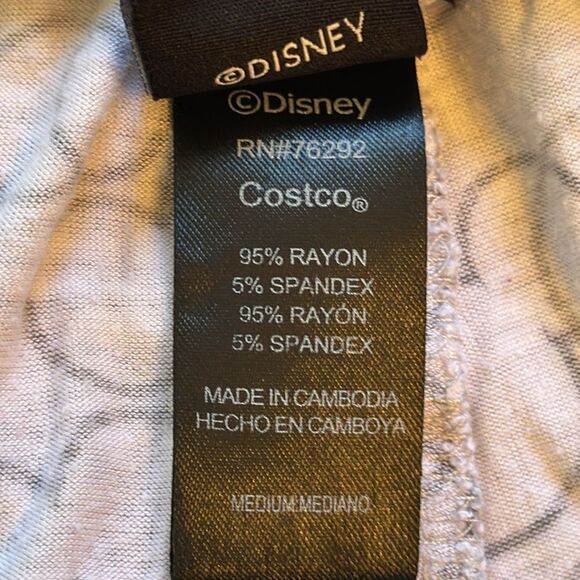 ©DISNEY
©Disney
RN#76292
Costco®
95% RAYON
5% SPANDEX
95% RAYÓN
5% SPANDEX
MADE IN CAMBODIA
HECHO EN CAMBOYA
MEDIUM:MEDIANO